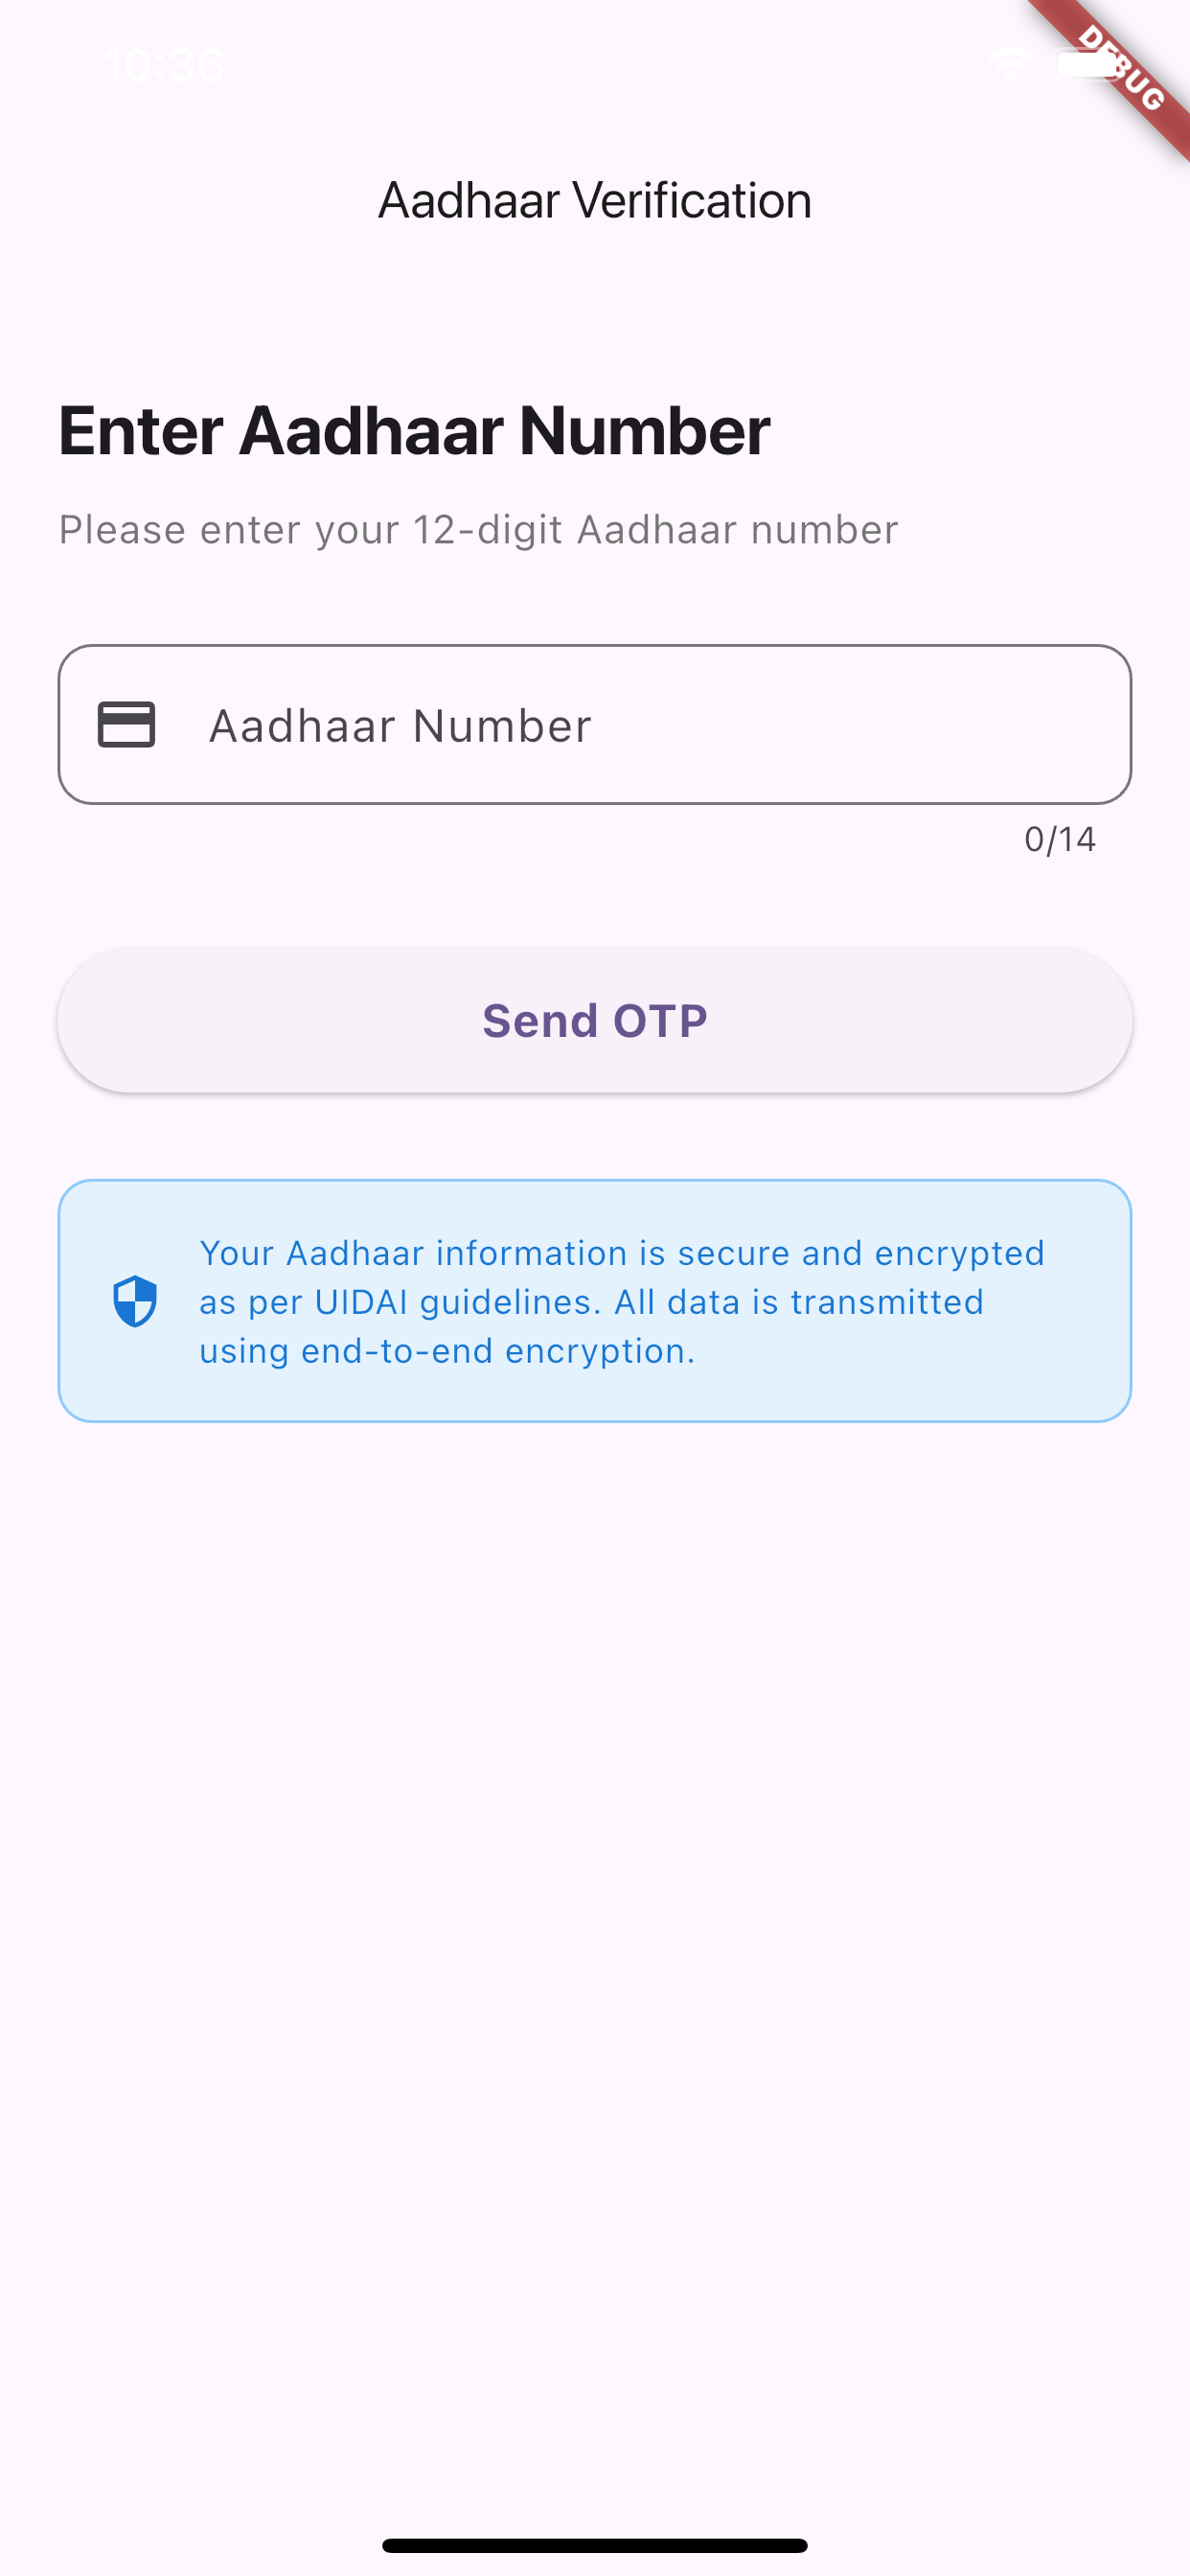 10:36
DEBUG
Aadhaar Verification
Enter Aadhaar Number
Please enter your 12-digit Aadhaar number
Aadhaar Number
0/14
Send OTP
Your Aadhaar information is secure and encrypted
as per UIDAI guidelines. All data is transmitted
using end-to-end encryption.